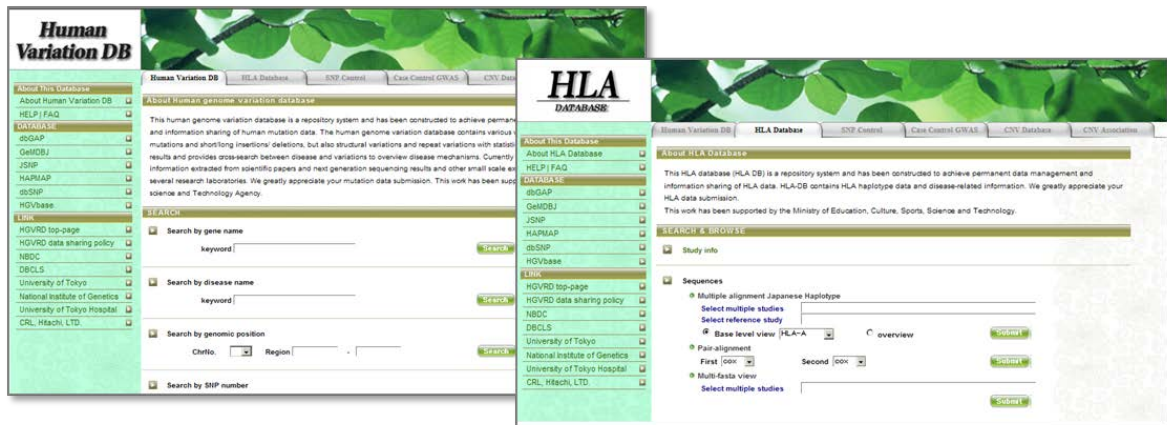 Human
Variation DB
Human Variation DB
HLA Database
SNP Control
Case Control GWAS
CNV Data
About This Database
About Human Variation DB
HELP | FAQ
DATABASE
dbGAP
GeMDBJ
JSNP
HAPMAP
dbSNP
HGVbase
LINK
HGVRD top-page
HGVRD data sharing policy
NBDC
DBCLS
University of Tokyo
National Institute of Genetics
University of Tokyo Hospital
CRL, Hitachi, LTD.
About Human genome variation database
This human genome variation database is a repository system and has been constructed to achieve permane
and information sharing of human mutation data. The human genome variation database contains various
mutations and short/long insertions/ deletions, but also structural variations and repeat variations with statisti
results and provides cross-search between disease and variations to overview disease mechanisms. Currently
information extracted from scientific papers and next generation sequencing results and other small scale ex
several research laboratories. We greatly appreciate your mutation data submission. This work has been supp
science and Technology Agency.
SEARCH
Search by gene name
keyword
Search
Search by disease name
keyword
Search
Search by genomic position
ChrNo.
Region
-
Search
Search by SNP number
HLA
DATABASE
Human Variation DB
HLA Database
SNP Control
Case Control GWAS
CNV Database
CNV Association
About This Database
About HLA Database
HELP | FAQ
DATABASE
dbGAP
GeMDBJ
JSNP
HAPMAP
dbSNP
HGVbase
LINK
HGVRD top-page
HGVRD data sharing policy
NBDC
DBCLS
University of Tokyo
National Institute of Genetics
University of Tokyo Hospital
CRL, Hitachi, LTD.
About HLA Database
This HLA database (HLA DB) is a repository system and has been constructed to achieve permanent data management and
information sharing of HLA data. HLA-DB contains HLA haplotype data and disease-related information. We greatly appreciate your
HLA data submission.
This work has been supported by the Ministry of Education, Culture, Sports, Science and Technology.
SEARCH & BROWSE
Study info
Sequences
Multiple alignment Japanese Haplotype
Select multiple studies
Select reference study
Base level view HLA-A
overview
Submit
Pair-alignment
First cox
Second cox
Submit
Multi-fasta view
Select multiple studies
Submit